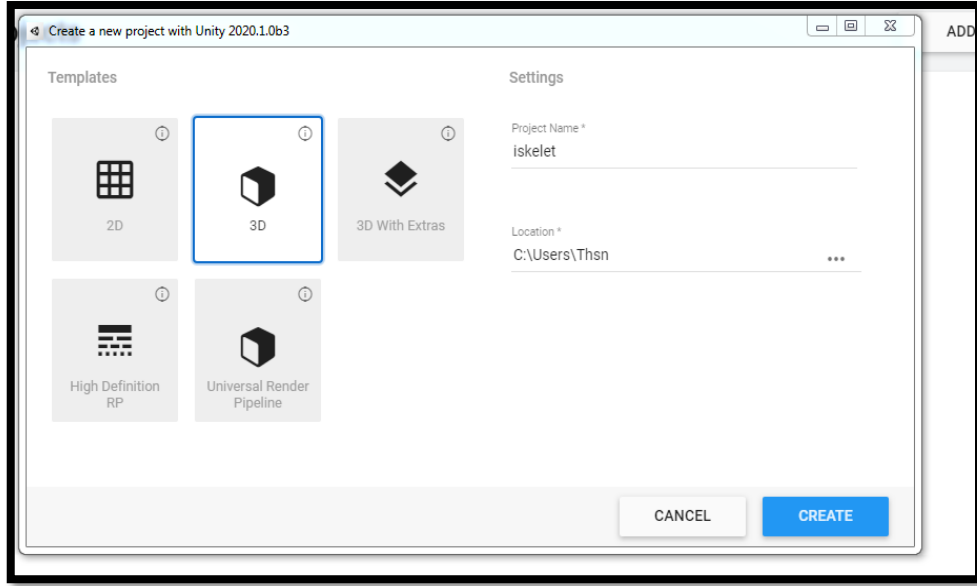 Create a new project with Unity 2020.1.0b3
ADD
Templates
Settings
2D
3D
3D With Extras
High Definition
RP
Universal Render
Pipeline
Project Name *
iskelet
Location *
C:\Users\Thsn
...
CANCEL
CREATE